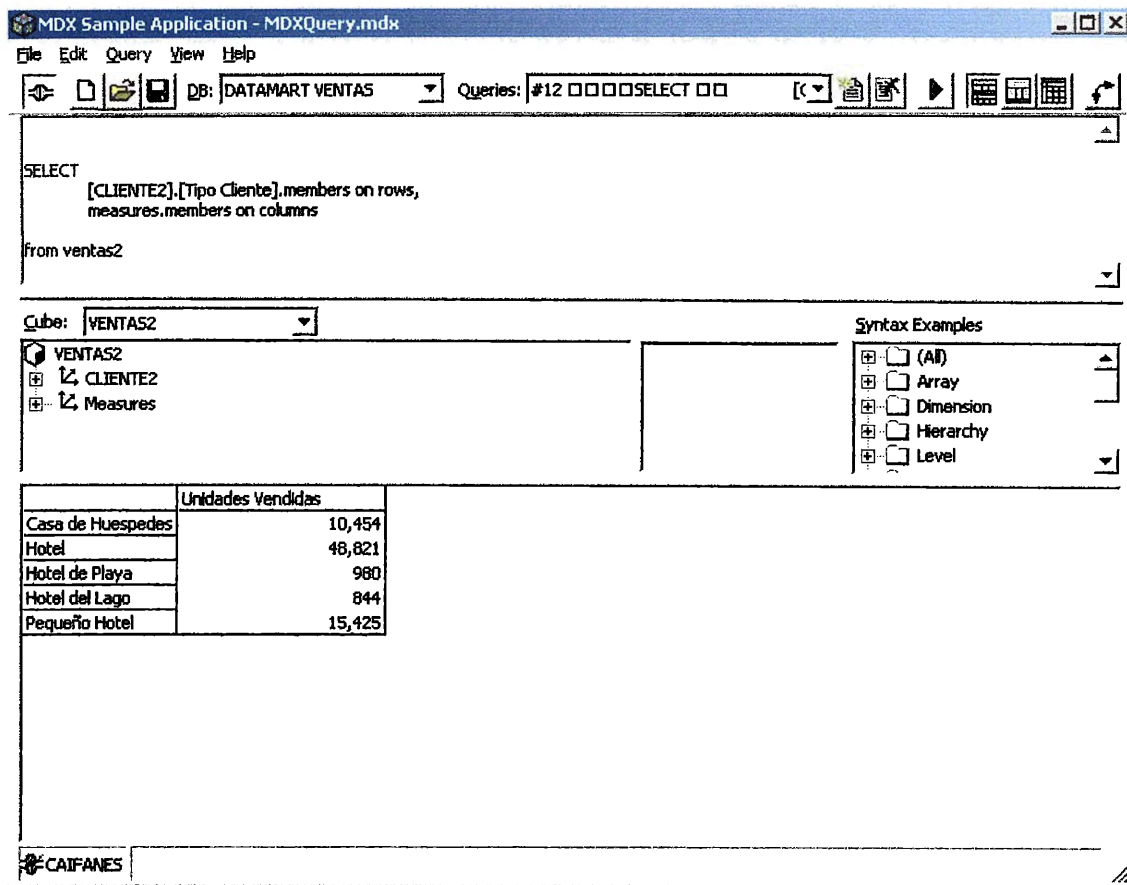 MDX Sample Application - MDXQuery.mdx
File Edit Query View Help
DB: DATAMART VENTAS Queries: #12 □□□□SELECT □□ [(
SELECT
[CLIENTE2].[Tipo Cliente].members on rows,
measures.members on columns
from ventas2
Cube: VENTAS2
Syntax Examples
VENTAS2
CLIENTE2
Measures
(All)
Array
Dimension
Hierarchy
Level
Unidades Vendidas
Casa de Huespedes 10,454
Hotel 48,821
Hotel de Playa 980
Hotel del Lago 844
Pequeño Hotel 15,425
CAIFANES